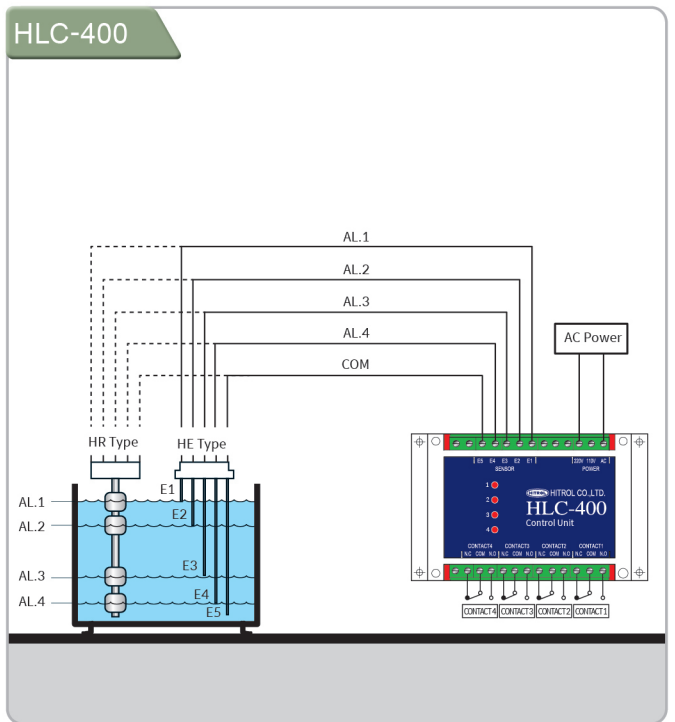 HLC-400
AL.1
AL.2
AL.3
AL.4
COM
AC Power
HR Type
HE Type
AL.1
AL.2
AL.3
AL.4
E1
E2
E3
E4
E5
E5 E4 E3 E2 E1
SENSOR
220V 110V AC
POWER
1
2
3
4
HITROL HITROL CO.,LTD.
HLC-400
Control Unit
CONTACT4 CONTACT3 CONTACT2 CONTACT1
N.C COM N.O N.C COM N.O N.C COM N.O N.C COM N.O
CONTACT4 CONTACT3 CONTACT2 CONTACT1